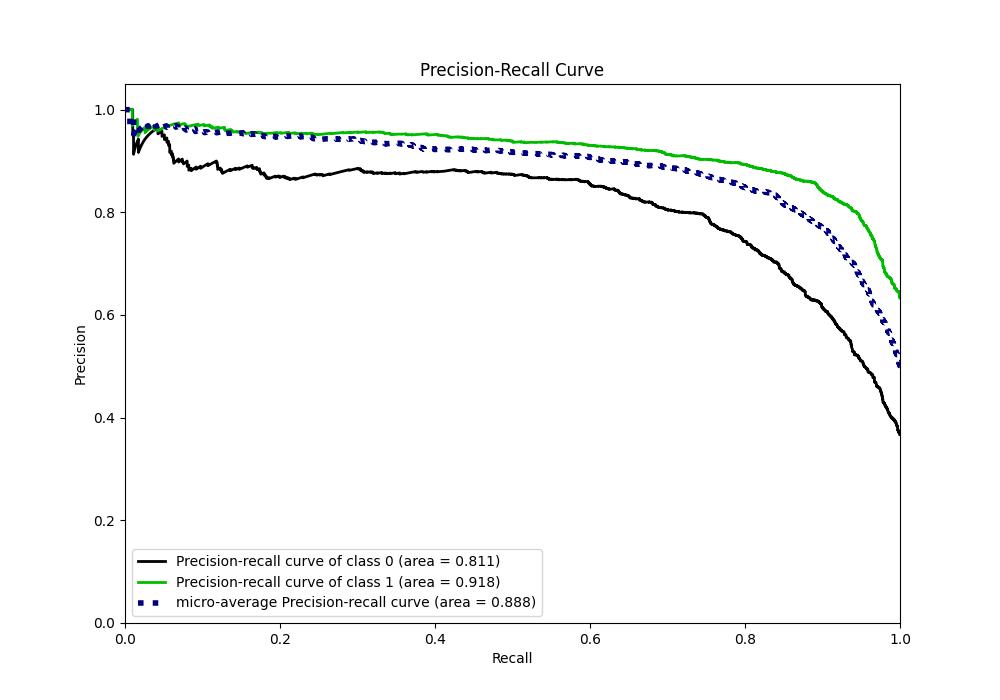 Precision-Recall Curve
1.0
0.8
0.6
0.4
0.2
0.0
Precision
Precision-recall curve of class 0 (area = 0.811)
Precision-recall curve of class 1 (area = 0.918)
micro-average Precision-recall curve (area = 0.888)
0.0 0.2 0.4 0.6 0.8 1.0
Recall